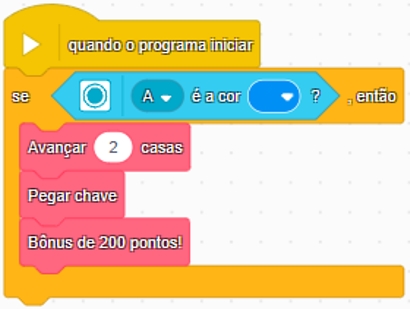 quando o programa iniciar
se A é a cor ? , então
Avançar 2 casas
Pegar chave
Bônus de 200 pontos!